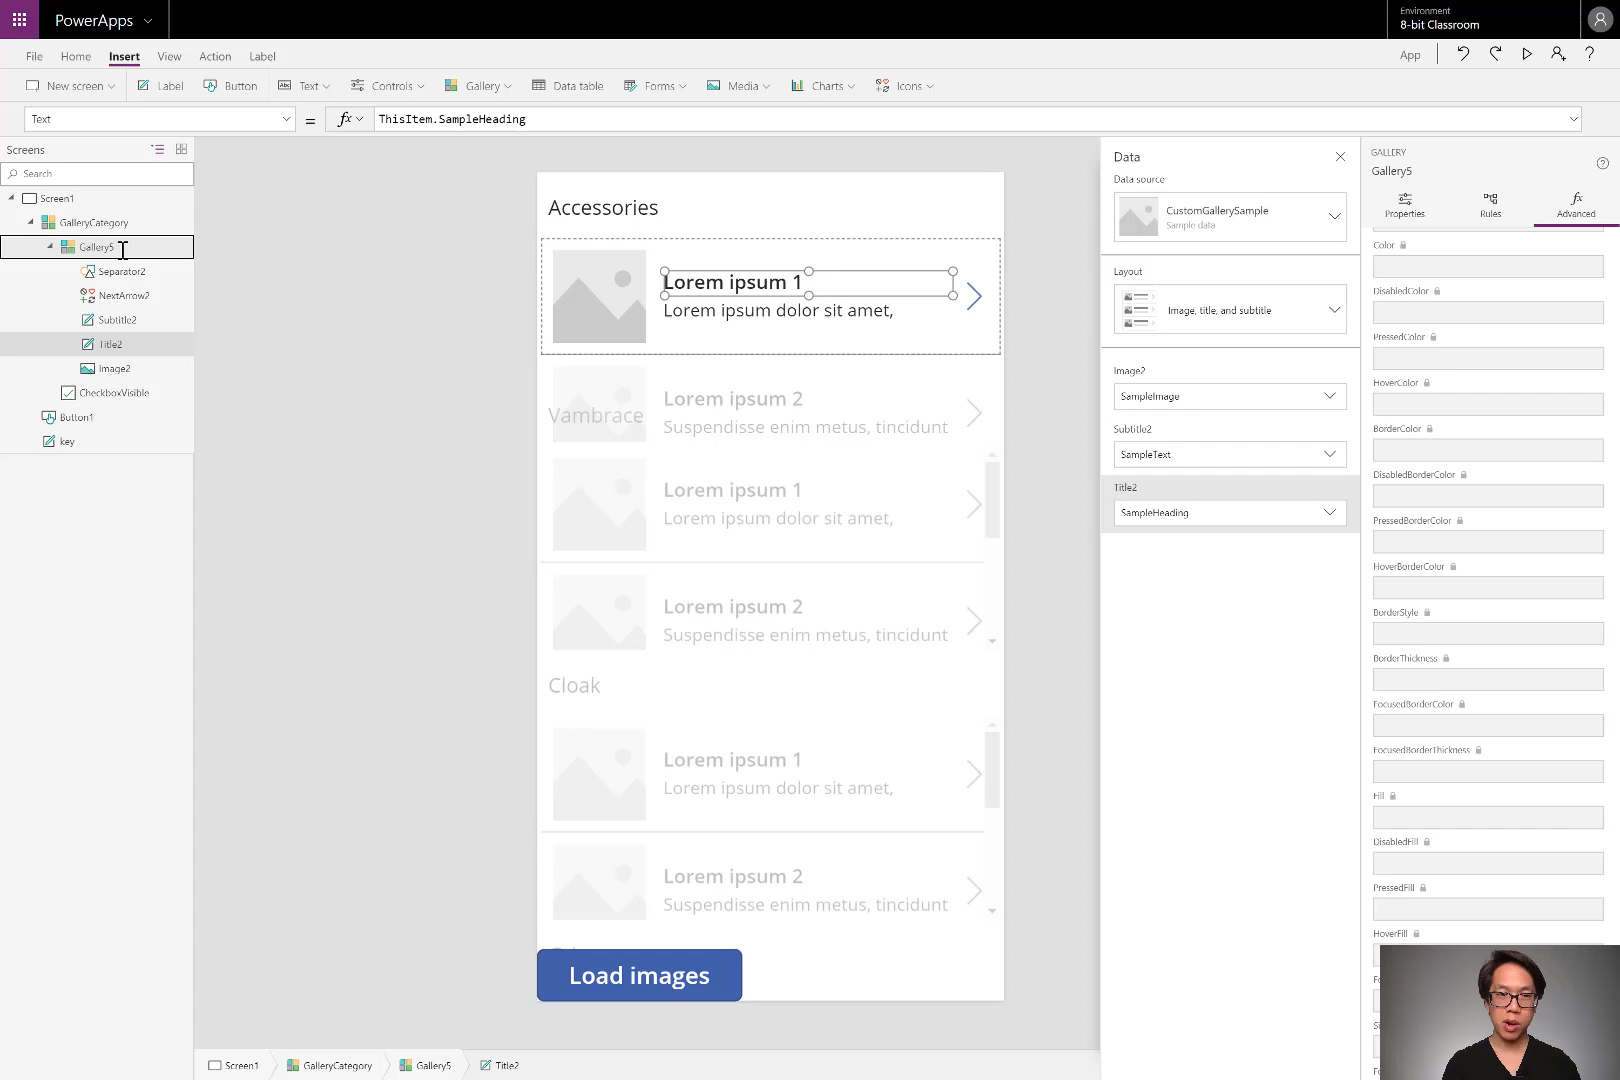 PowerApps
Environment
8-bit Classroom
File
Home
Insert
View
Action
Label
App
New screen
Label
Button
Text
Controls
Gallery
Data table
Forms
Media
Charts
Icons
Text
=
fx
ThisItem.SampleHeading
Screens
Search
Screen1
GalleryCategory
Gallery5
Separator2
NextArrow2
Subtitle2
Title2
Image2
CheckboxVisible
Button1
key
Accessories
Lorem ipsum 1
Lorem ipsum dolor sit amet,
Lorem ipsum 2
Vambrace
Suspendisse enim metus, tincidunt
Lorem ipsum 1
Lorem ipsum dolor sit amet,
Lorem ipsum 2
Suspendisse enim metus, tincidunt
Cloak
Lorem ipsum 1
Lorem ipsum dolor sit amet,
Lorem ipsum 2
Suspendisse enim metus, tincidunt
Load images
Screen1
GalleryCategory
Gallery5
Title2
Data
Data source
CustomGallerySample
Sample data
Layout
Image, title, and subtitle
Image2
SampleImage
Subtitle2
SampleText
Title2
SampleHeading
GALLERY
Gallery5
Properties
Rules
fx
Advanced
Color
DisabledColor
PressedColor
HoverColor
BorderColor
DisabledBorderColor
PressedBorderColor
HoverBorderColor
BorderStyle
BorderThickness
FocusedBorderColor
FocusedBorderThickness
Fill
DisabledFill
PressedFill
HoverFill